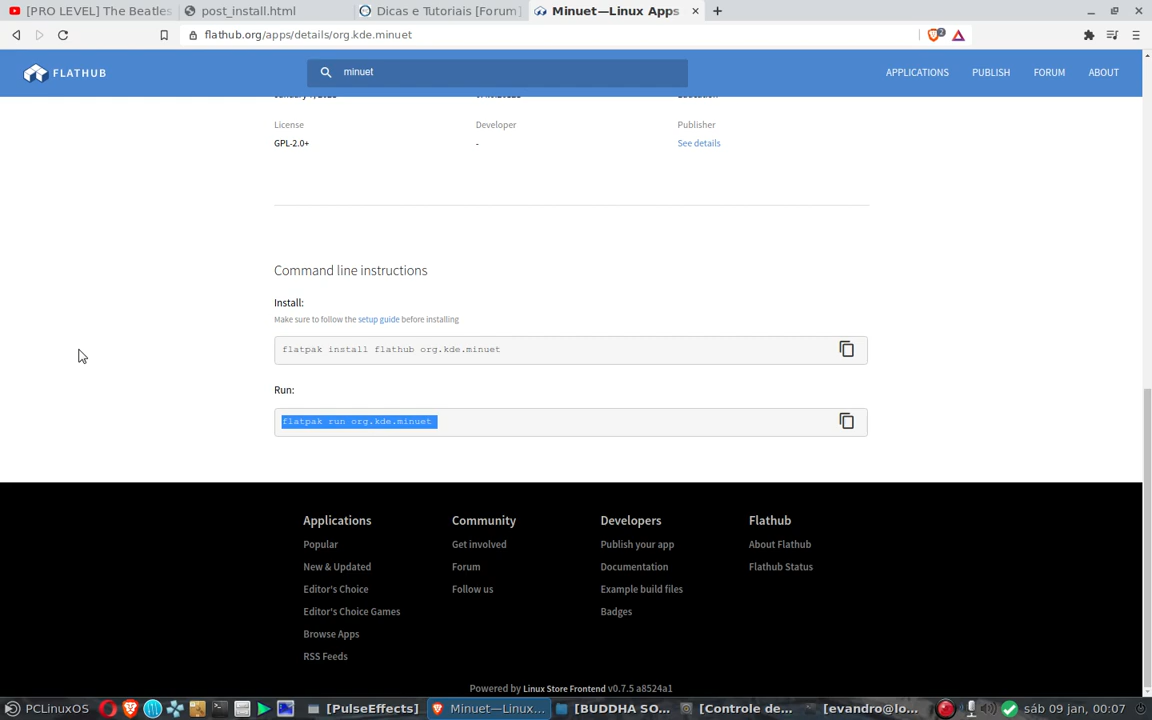 [PRO LEVEL] The Beatles
post_install.html
Dicas e Tutoriais [Forum]
Minuet—Linux Apps
flathub.org/apps/details/org.kde.minuet
2
FLATHUB
minuet
APPLICATIONS
PUBLISH
FORUM
ABOUT
License
Developer
Publisher
GPL-2.0+
-
See details
Command line instructions
Install:
Make sure to follow the setup guide before installing
flatpak install flathub org.kde.minuet
Run:
flatpak run org.kde.minuet
Applications
Community
Developers
Flathub
Popular
Get involved
Publish your app
About Flathub
New & Updated
Forum
Documentation
Flathub Status
Editor's Choice
Follow us
Example build files
Editor's Choice Games
Badges
Browse Apps
RSS Feeds
Powered by Linux Store Frontend v0.7.5 a8524a1
PCLinuxOS
[PulseEffects]
Minuet—Linux...
[BUDDHA SO...
[Controle de...
[evandro@lo...
sáb 09 jan, 00:07